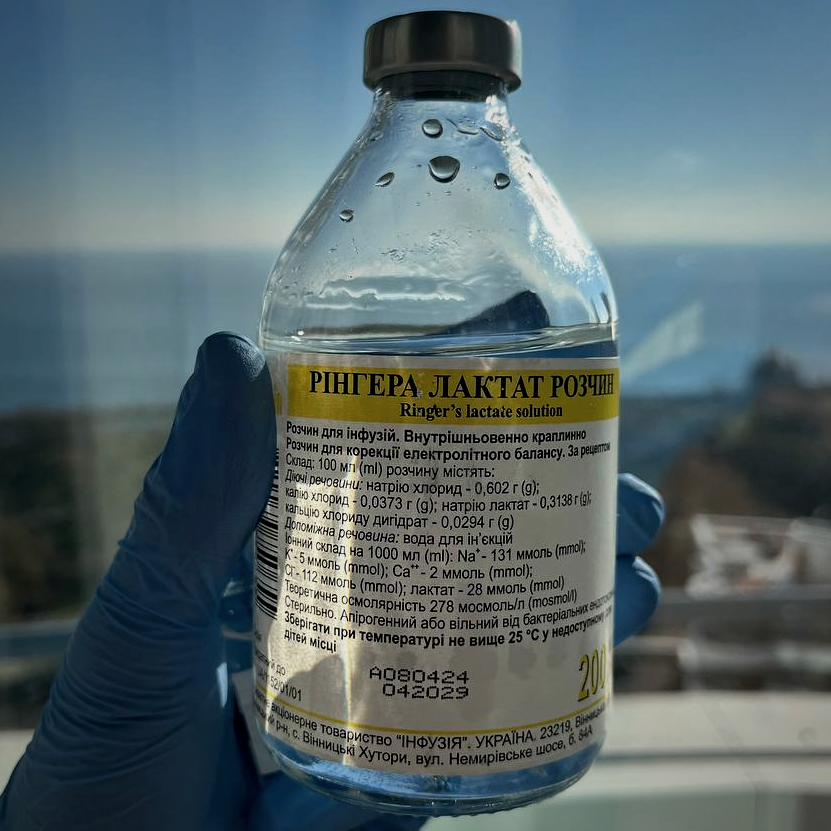 РІНГЕРА ЛАКТАТ РОЗЧИН
Ringer's lactate solution
Розчин для інфузій. Внутрішньовенно краплинно
Розчин для корекції електролітного балансу. За рецептом
Склад: 100 мл (ml) розчину містять:
Діючі речовини: натрію хлорид - 0,602 г (g);
калію хлорид - 0,0373 г (g); натрію лактат - 0,3138 г (g);
кальцію хлориду дигідрат - 0,0294 г (g)
Допоміжна речовина: вода для ін'єкцій
Іонний склад на 1000 мл (ml): Na⁺- 131 ммоль (mmol);
K⁺- 5 ммоль (mmol); Ca⁺⁺- 2 ммоль (mmol);
Cl⁻-112 ммоль (mmol); лактат - 28 ммоль (mmol)
Теоретична осмолярність 278 мосмоль/л (mosmol/l)
Стерильно. Апірогенний або вільний від бактеріальних
Зберігати при температурі не вище 25 °C у недоступному
дітей місці
до
52/01/01
A080424
042029
200
акціонерне товариство "ІНФУЗІЯ". УКРАЇНА. 23219,
р-н, с. Вінницькі Хутори, вул. Немирівське шосе, б. 84А